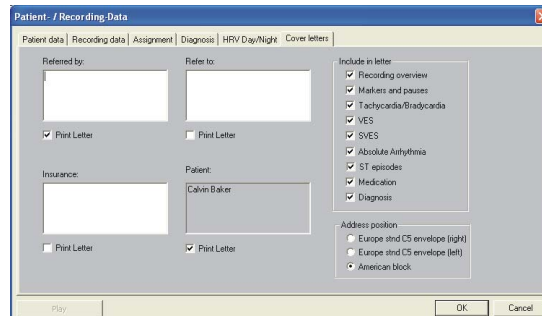 Patient- / Recording-Data
Patient data
Recording data
Assignment
Diagnosis
HRV Day/Night
Cover letters
Referred by:
Print Letter
Refer to:
Print Letter
Insurance:
Print Letter
Patient:
Calvin Baker
Print Letter
Include in letter
Recording overview
Markers and pauses
Tachycardia/Bradycardia
VES
SVES
Absolute Arrhythmia
ST episodes
Medication
Diagnosis
Address position
Europe stnd C5 envelope (right)
Europe stnd C5 envelope (left)
American block
Play
OK
Cancel